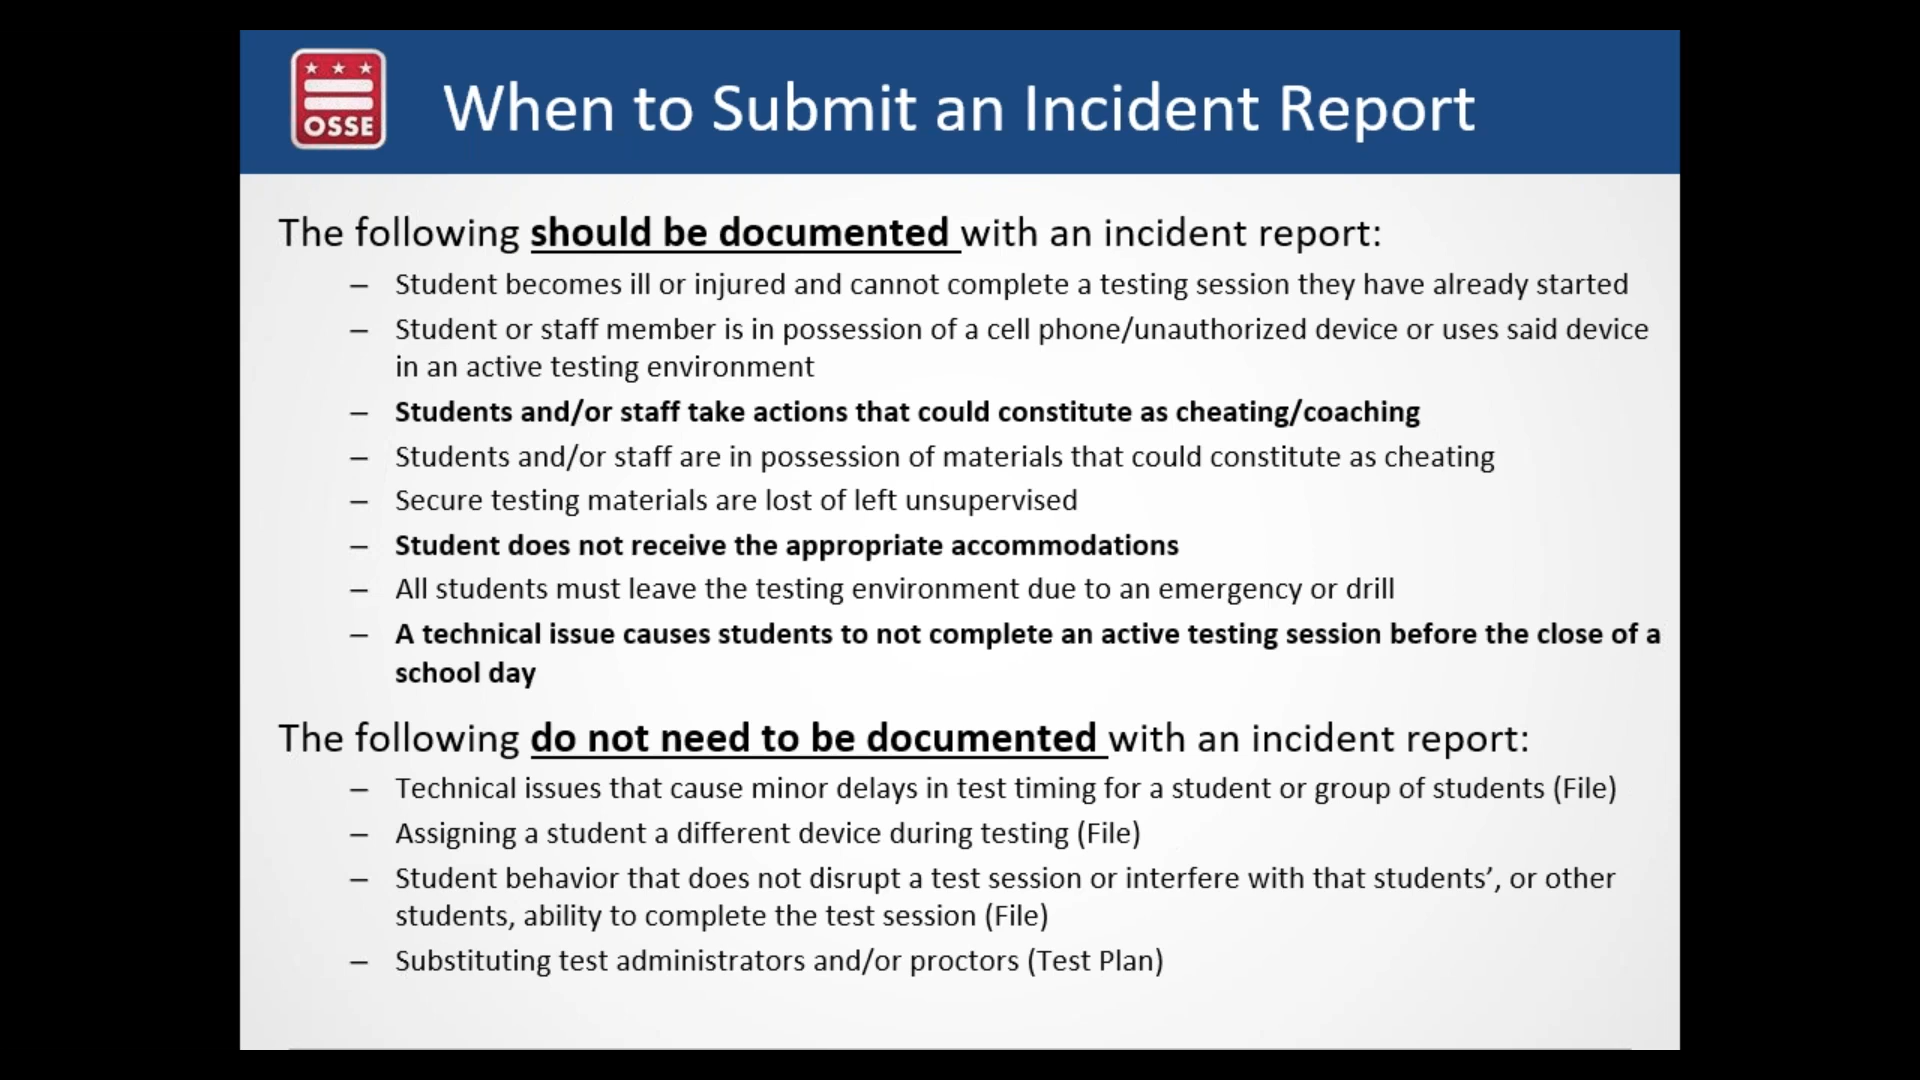 OSSE
When to Submit an Incident Report
The following should be documented with an incident report:
– Student becomes ill or injured and cannot complete a testing session they have already started
– Student or staff member is in possession of a cell phone/unauthorized device or uses said device
in an active testing environment
– Students and/or staff take actions that could constitute as cheating/coaching
– Students and/or staff are in possession of materials that could constitute as cheating
– Secure testing materials are lost of left unsupervised
– Student does not receive the appropriate accommodations
– All students must leave the testing environment due to an emergency or drill
– A technical issue causes students to not complete an active testing session before the close of a
school day
The following do not need to be documented with an incident report:
– Technical issues that cause minor delays in test timing for a student or group of students (File)
– Assigning a student a different device during testing (File)
– Student behavior that does not disrupt a test session or interfere with that students’, or other
students, ability to complete the test session (File)
– Substituting test administrators and/or proctors (Test Plan)